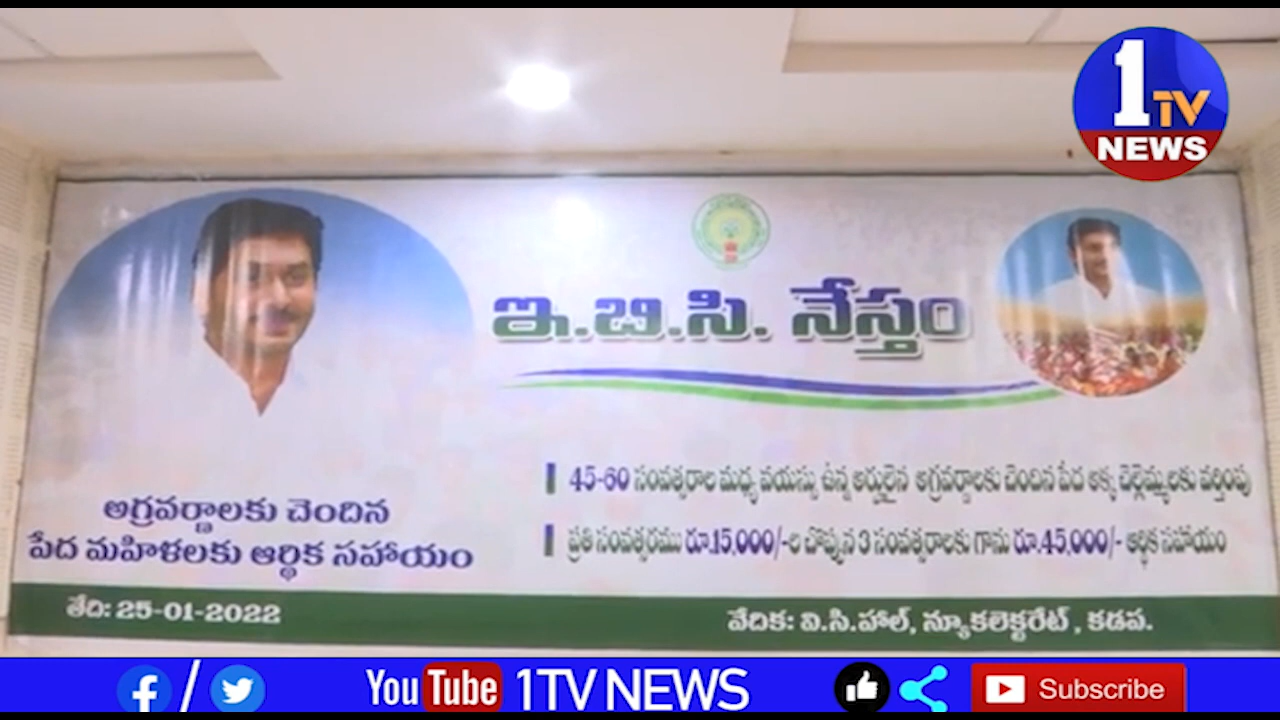 1TV
NEWS
ఇ.బి.సి. నేస్తం
45-60 సంవత్సరాల మధ్య వయస్సు ఉన్న అర్హులైన అగ్రవర్ణాలకు చెందిన పేద అక్క చెల్లెమ్మలకు వర్తింపు
ప్రతి సంవత్సరము రూ.15,000/-ల చొప్పున 3 సంవత్సరాలకు గాను రూ.45,000/- ఆర్థిక సహాయం
అగ్రవర్ణాలకు చెందిన
పేద మహిళలకు ఆర్థిక సహాయం
తేది: 25-01-2022
వేదిక: వి.సి.హాల్, న్యూకలెక్టరేట్, కడప.
f / YouTube 1TV NEWS Subscribe